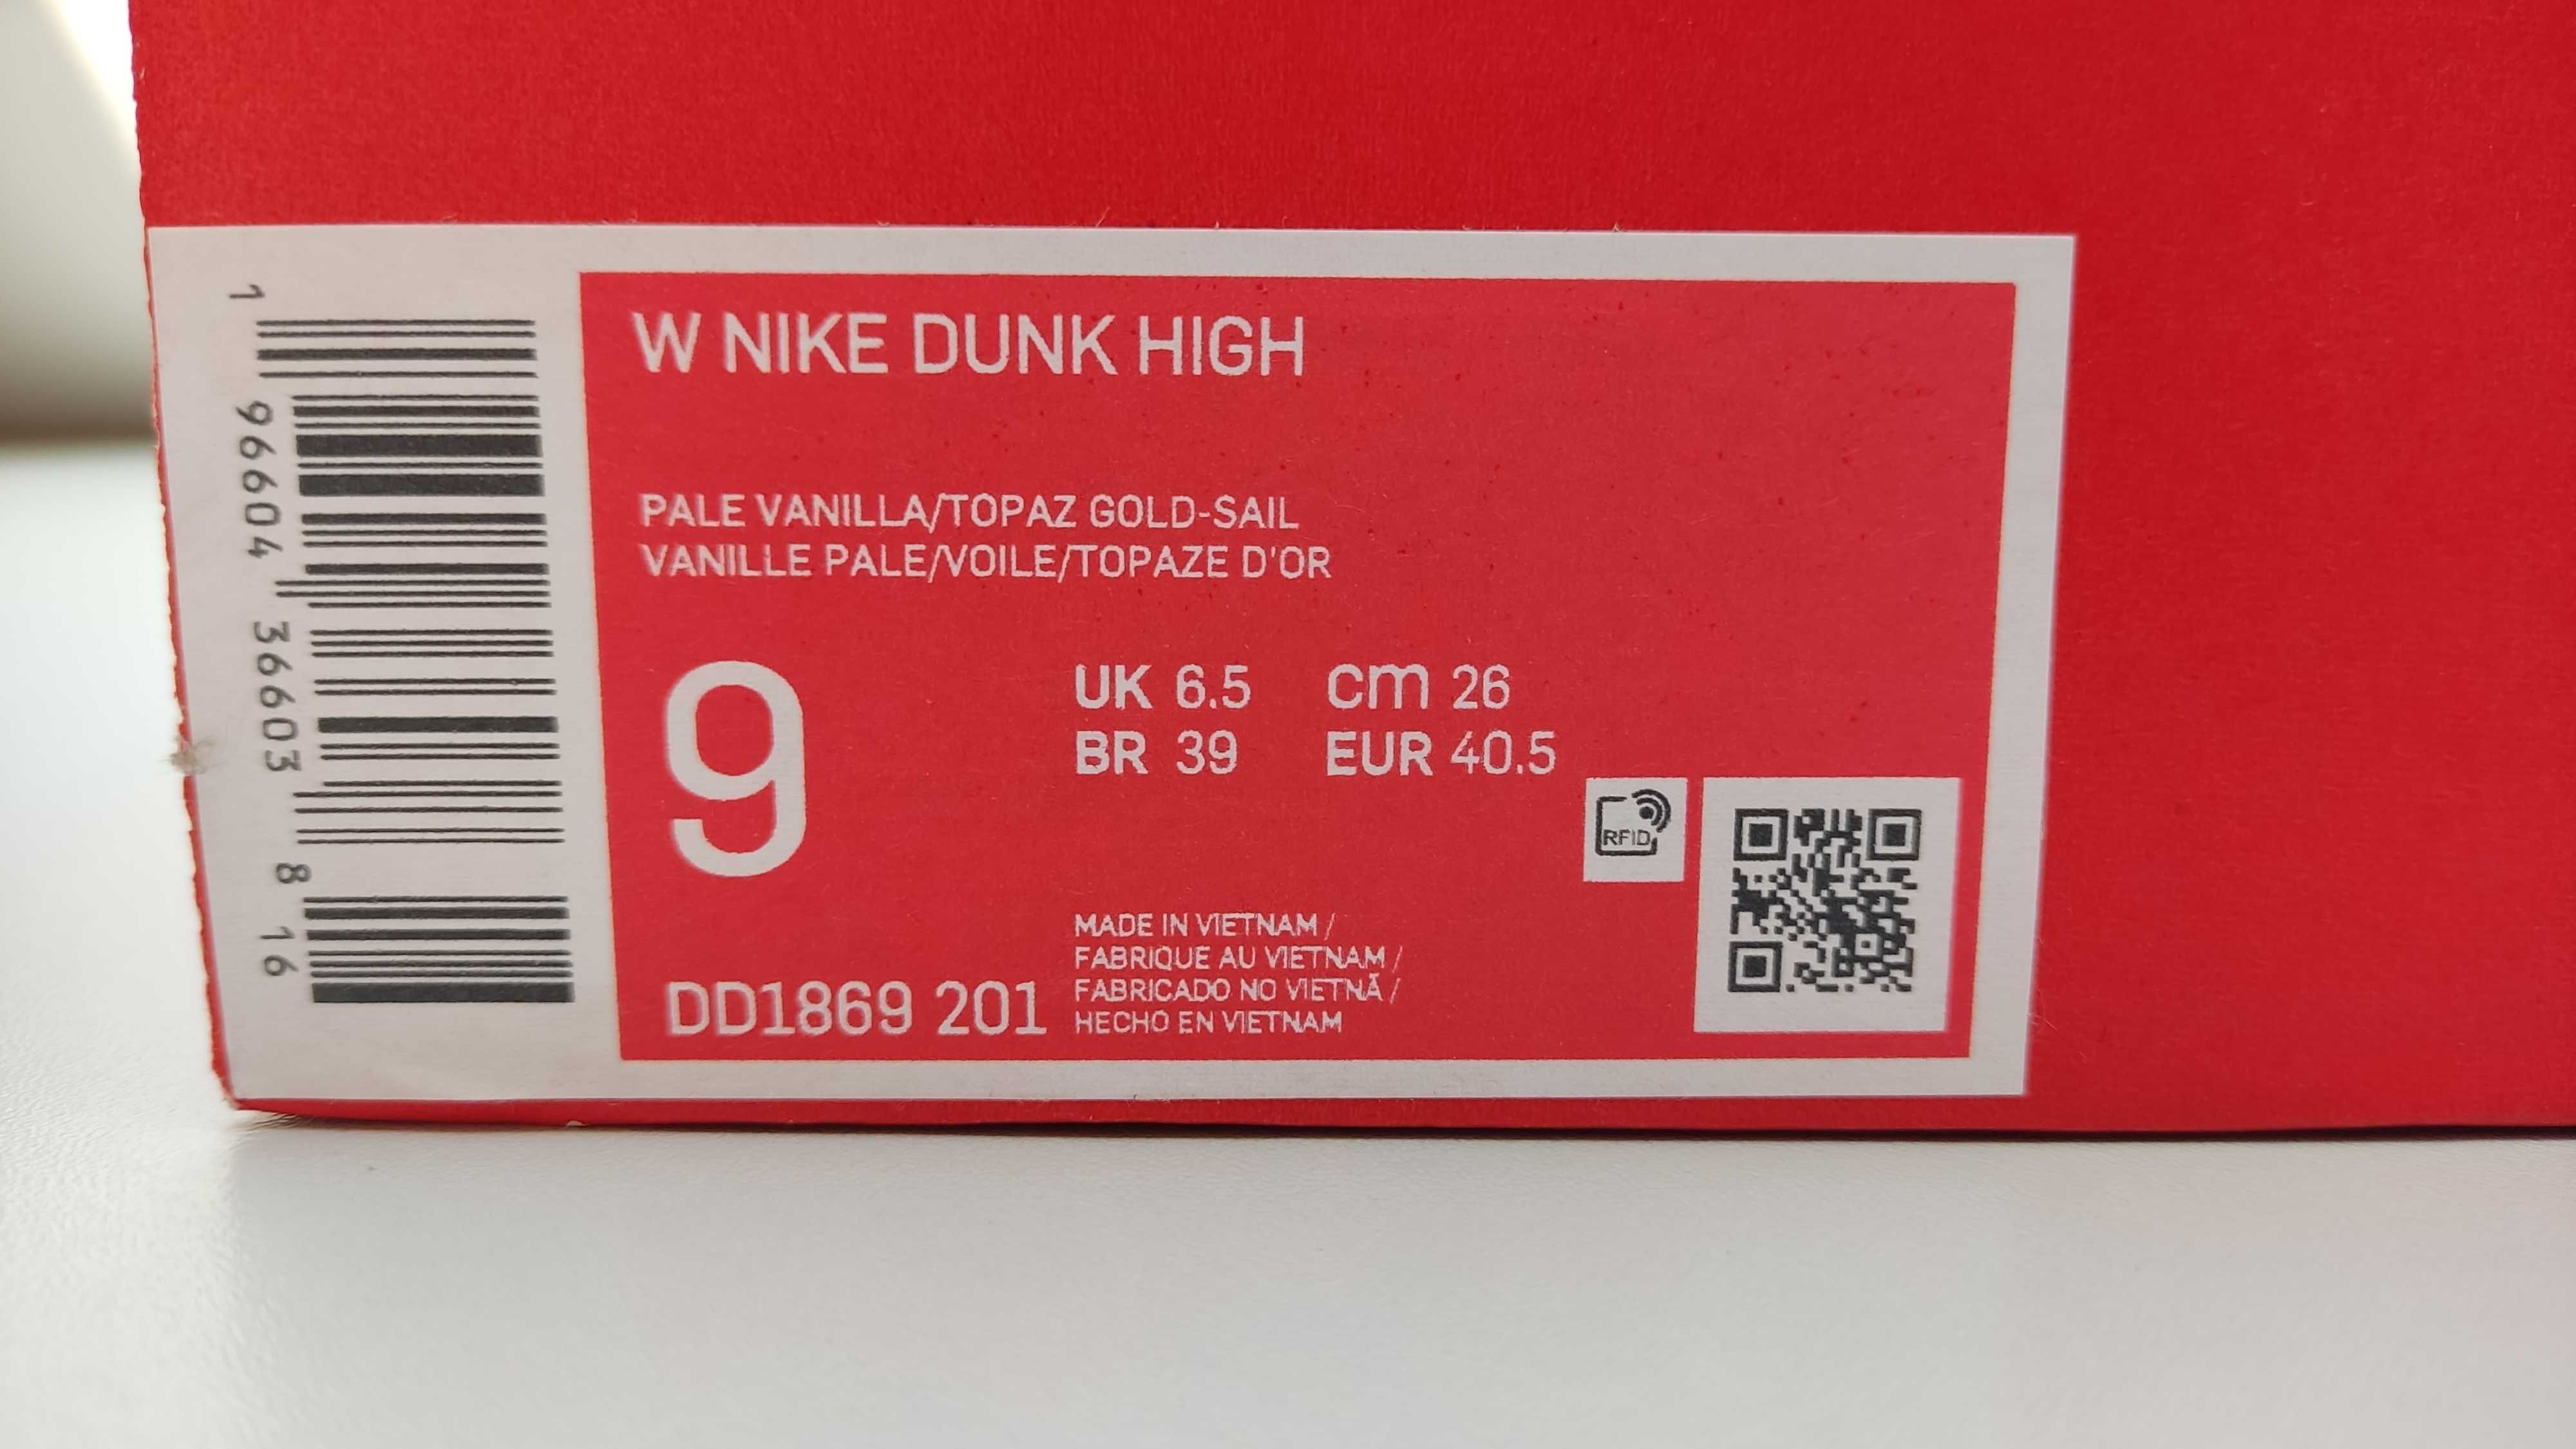 1 96604 36603 8 16
W NIKE DUNK HIGH
PALE VANILLA/TOPAZ GOLD-SAIL
VANILLE PALE/VOILE/TOPAZE D'OR
9
UK 6.5 cm 26
BR 39 EUR 40.5
RFID
MADE IN VIETNAM /
FABRIQUE AU VIETNAM /
FABRICADO NO VIETNÃ /
HECHO EN VIETNAM
DD1869 201